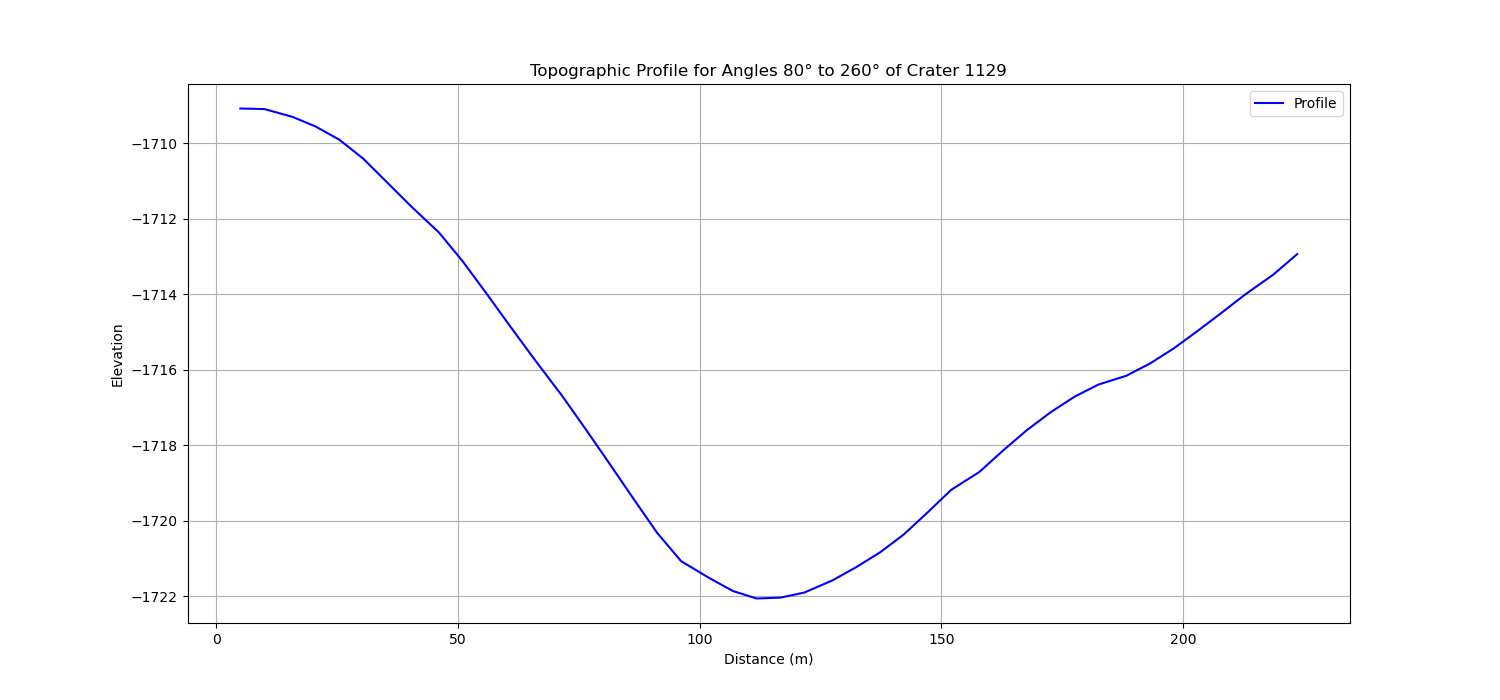 Topographic Profile for Angles 80° to 260° of Crater 1129
Profile
−1710
−1712
−1714
−1716
−1718
−1720
−1722
Elevation
0 50 100 150 200
Distance (m)